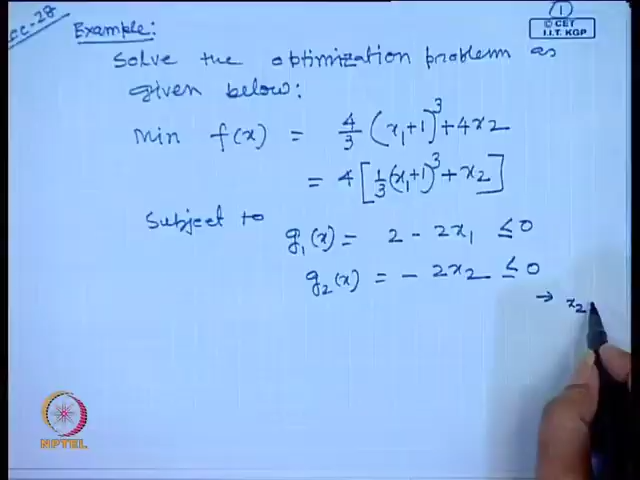 Lec-28
Example:
①
© CET
I.I.T. KGP
Solve the optimization problem as
given below:
Min f(x) = 4/3 (x₁+1)³+4x₂
= 4[1/3(x₁+1)³+x₂]
Subject to
g₁(x) = 2 - 2x₁ ≤0
g₂(x) = - 2x₂ ≤0
→ x₂
NPTEL